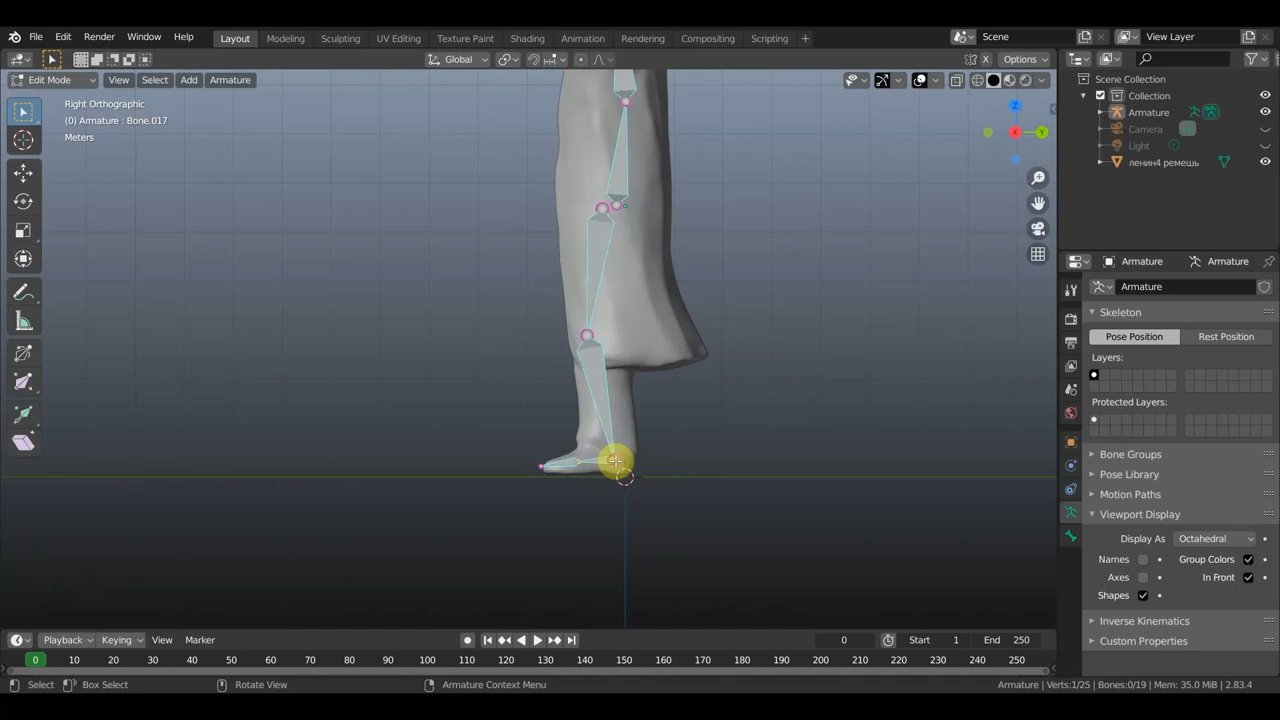 File Edit Render Window Help Layout Modeling Sculpting UV Editing Texture Paint Shading Animation Rendering Compositing Scripting + Scene View Layer
Global X Options
Edit Mode View Select Add Armature
Right Orthographic
(0) Armature : Bone.017
Meters
Z
X
Y
Scene Collection
Collection
Armature
Camera
Light
ленин4 ремешь
Armature Armature
Armature
Skeleton
Pose Position Rest Position
Layers:
Protected Layers:
Bone Groups
Pose Library
Motion Paths
Viewport Display
Display As Octahedral
Names Group Colors
Axes In Front
Shapes
Inverse Kinematics
Custom Properties
Playback Keying View Marker 0 Start 1 End 250
0 10 20 30 40 50 60 70 80 90 100 110 120 130 140 150 160 170 180 190 200 210 220 230 240 250
Select Box Select Rotate View Armature Context Menu Armature | Verts:1/25 | Bones:0/19 | Mem: 35.0 MiB | 2.83.4